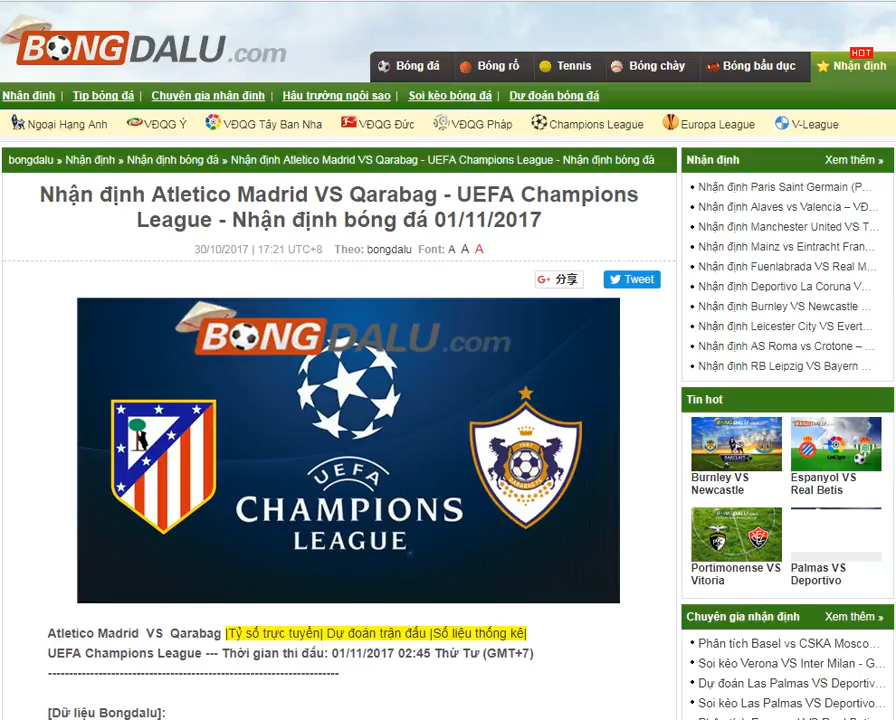 BONGDALU.com
Bóng đá
Bóng rổ
Tennis
Bóng chày
Bóng bầu dục
HOT
Nhận định
Nhận định | Tip bóng đá | Chuyên gia nhận định | Hậu trường ngôi sao | Soi kèo bóng đá | Dự đoán bóng đá
Ngoại Hạng Anh VĐQG Ý VĐQG Tây Ban Nha VĐQG Đức VĐQG Pháp Champions League Europa League V-League
bongdalu » Nhận định » Nhận định bóng đá » Nhận định Atletico Madrid VS Qarabag - UEFA Champions League - Nhận định bóng đá
Nhận định Atletico Madrid VS Qarabag - UEFA Champions
League - Nhận định bóng đá 01/11/2017
30/10/2017 | 17:21 UTC+8 Theo: bongdalu Font: A A A
G+ 分享
Tweet
BONGDALU.com
UEFA
CHAMPIONS
LEAGUE
Atletico Madrid VS Qarabag |Tỷ số trực tuyến| Dự đoán trận đấu |Số liệu thống kê|
UEFA Champions League --- Thời gian thi đấu: 01/11/2017 02:45 Thứ Tư (GMT+7)
---------------------------------------------------------------------
[Dữ liệu Bongdalu]:
Nhận định Xem thêm »
Nhận định Paris Saint Germain (P...
Nhận định Alaves vs Valencia – VĐ...
Nhận định Manchester United VS T...
Nhận định Mainz vs Eintracht Fran...
Nhận định Fuenlabrada VS Real M...
Nhận định Deportivo La Coruna V...
Nhận định Burnley VS Newcastle ...
Nhận định Leicester City VS Evert...
Nhận định AS Roma vs Crotone – ...
Nhận định RB Leipzig VS Bayern ...
Tin hot
Burnley VS
Newcastle
Espanyol VS
Real Betis
Portimonense VS
Vitoria
Palmas VS
Deportivo
Chuyên gia nhận định Xem thêm »
Phân tích Basel vs CSKA Mosco...
Soi kèo Verona VS Inter Milan - G...
Dự đoán Las Palmas VS Deportiv...
Soi kèo Las Palmas VS Deportivo...